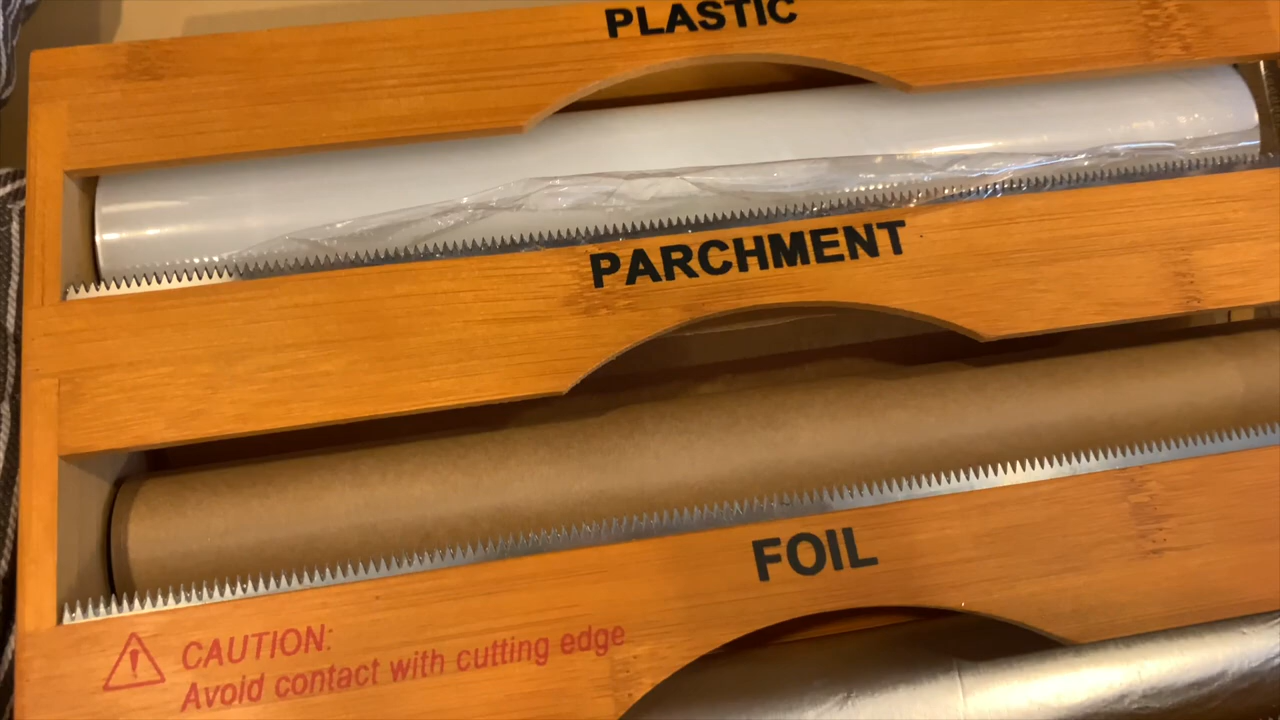 PLASTIC
PARCHMENT
FOIL
CAUTION:
Avoid contact with cutting edge